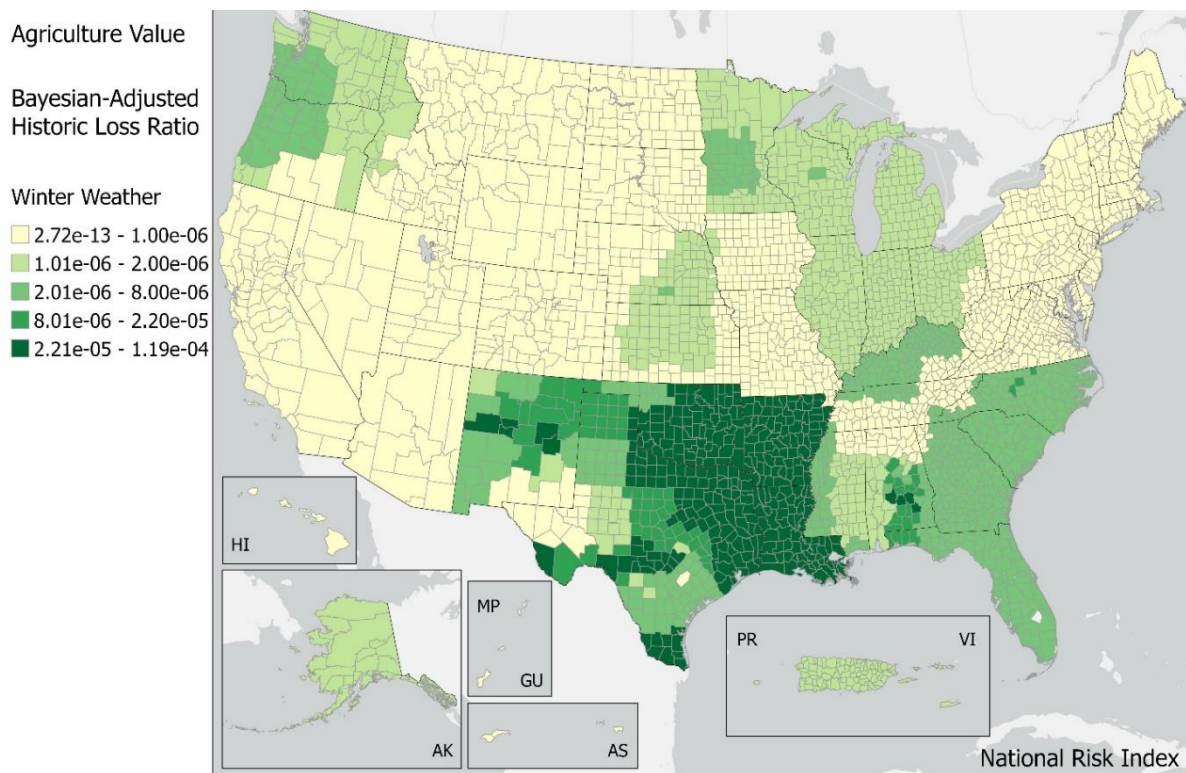 Agriculture Value
Bayesian-Adjusted
Historic Loss Ratio
Winter Weather
2.72e-13 - 1.00e-06
1.01e-06 - 2.00e-06
2.01e-06 - 8.00e-06
8.01e-06 - 2.20e-05
2.21e-05 - 1.19e-04
HI
AK
MP
GU
AS
PR
VI
National Risk Index